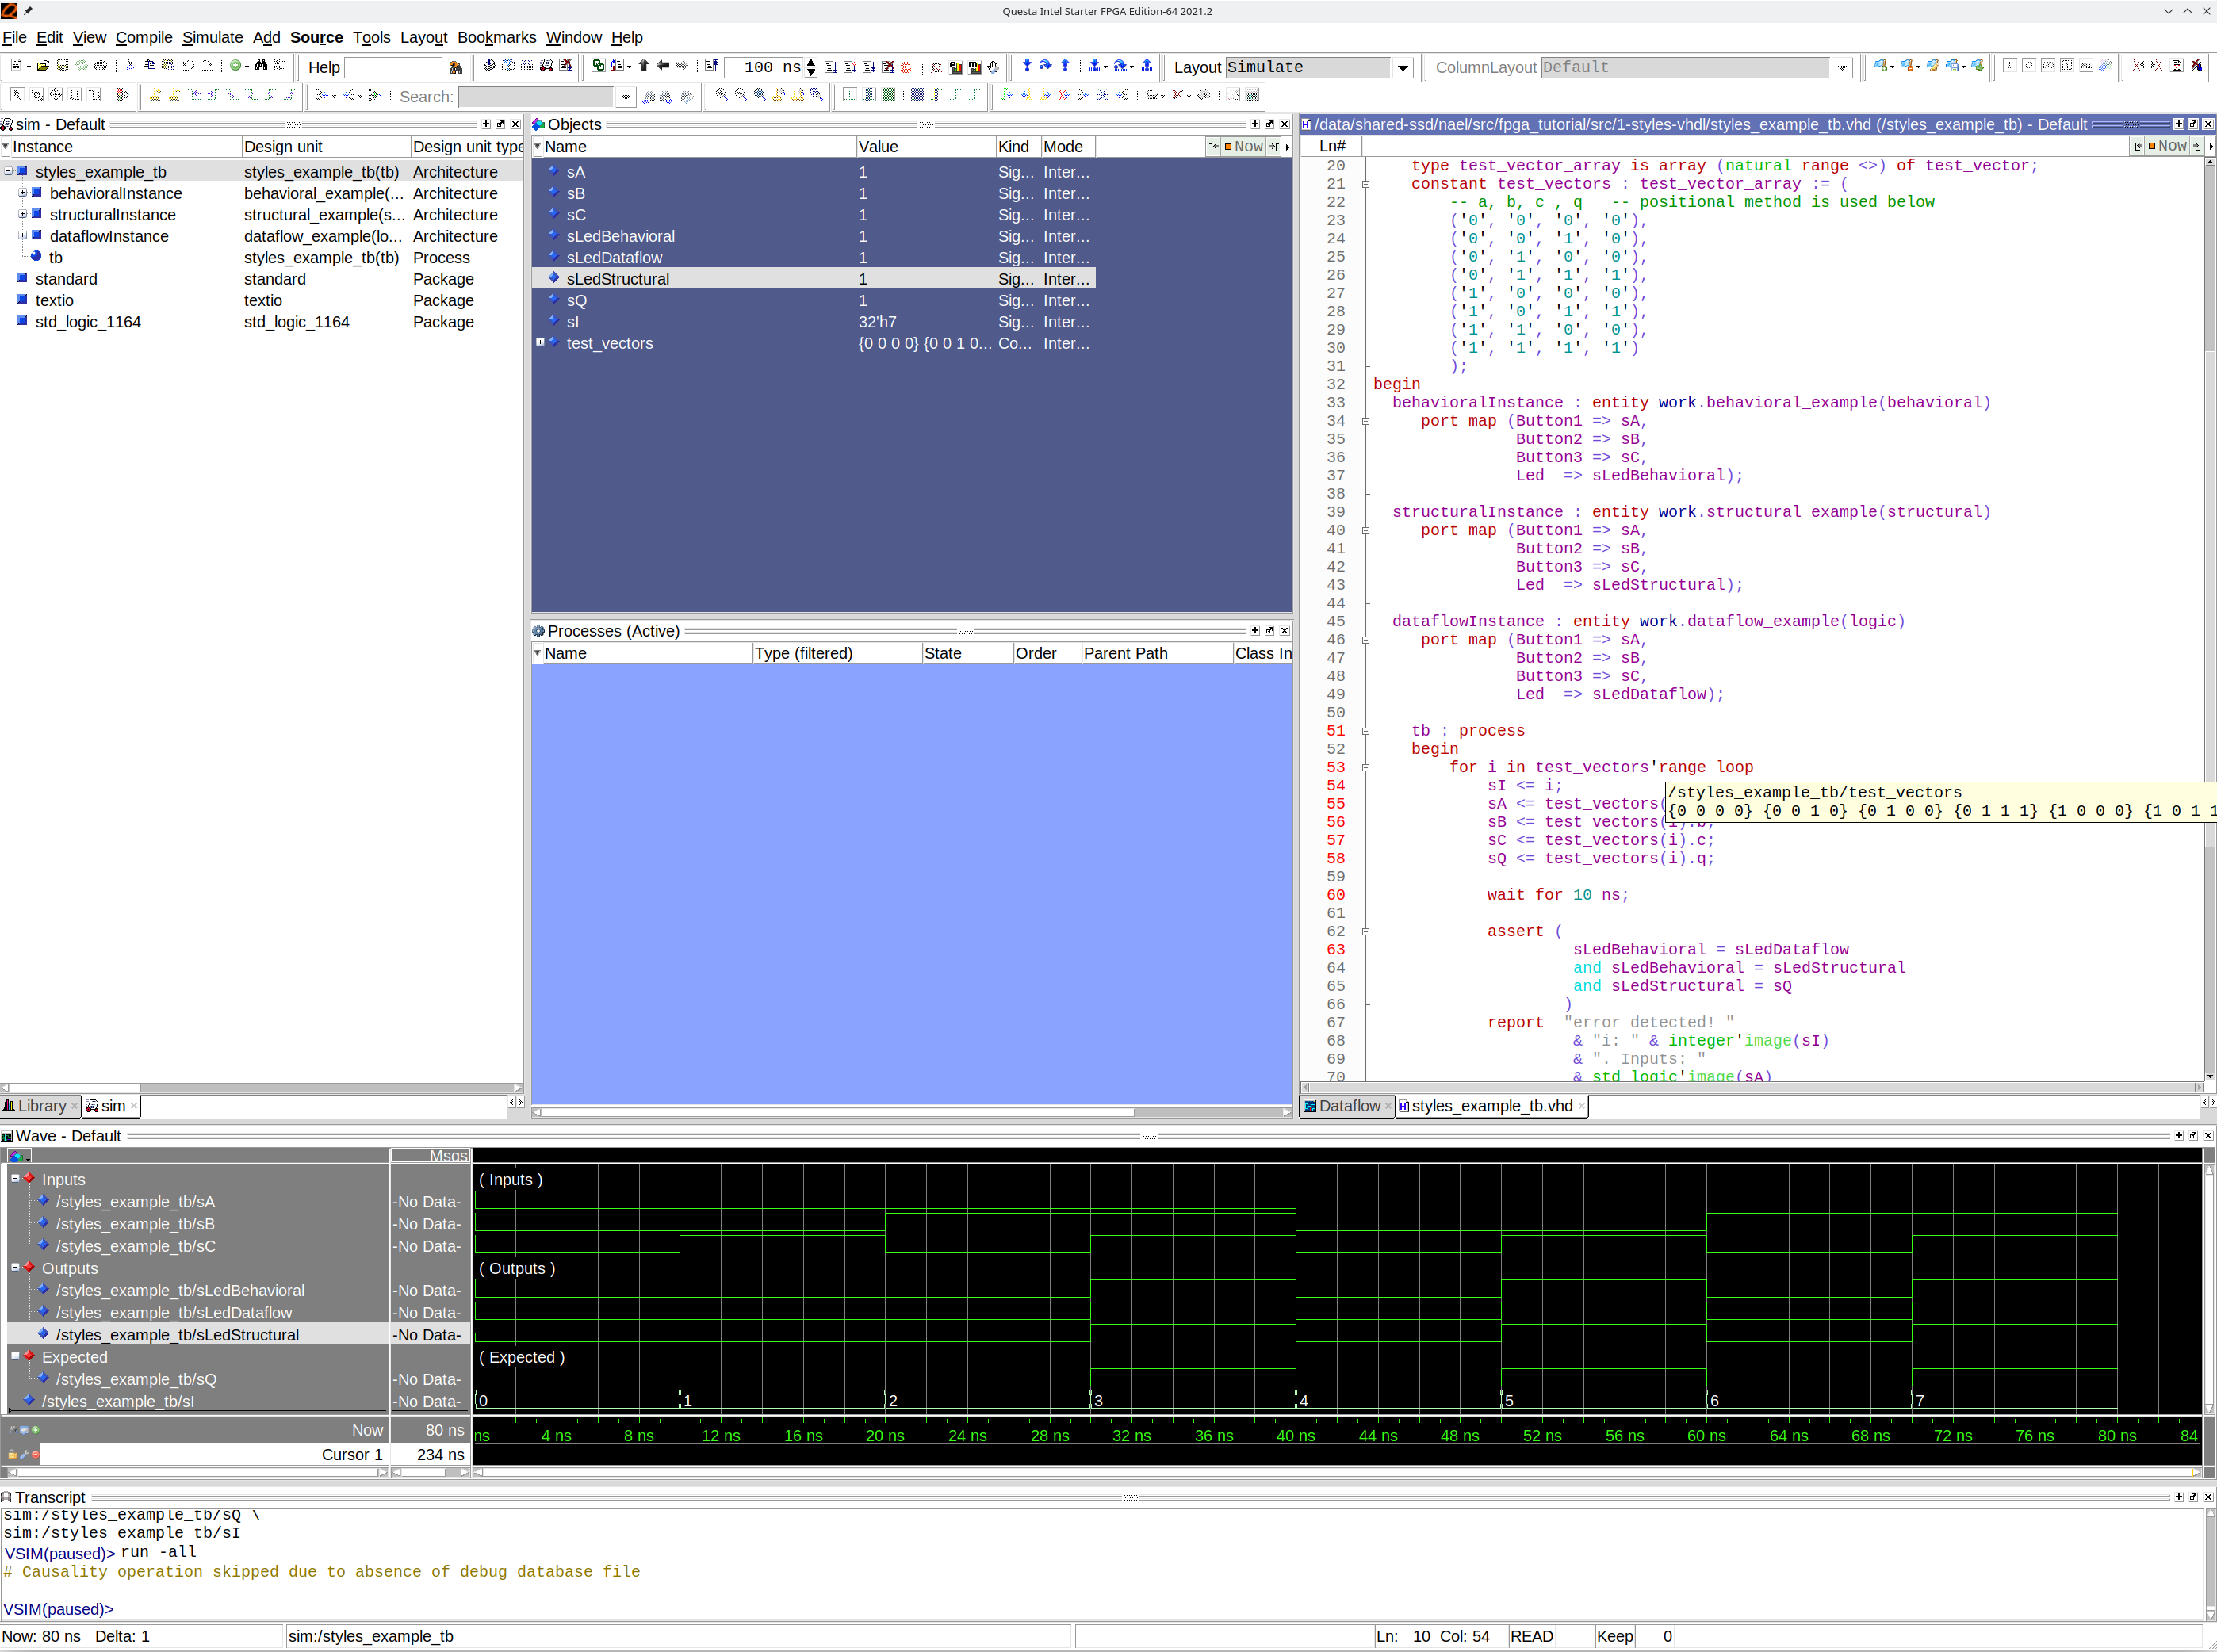 Questa Intel Starter FPGA Edition-64 2021.2
File Edit View Compile Simulate Add Source Tools Layout Bookmarks Window Help
Help
100 ns
Layout Simulate
ColumnLayout Default
Search:
sim - Default
Instance Design unit Design unit type
styles_example_tb styles_example_tb(tb) Architecture
behavioralInstance behavioral_example(... Architecture
structuralInstance structural_example(s... Architecture
dataflowInstance dataflow_example(lo... Architecture
tb styles_example_tb(tb) Process
standard standard Package
textio textio Package
std_logic_1164 std_logic_1164 Package
Library sim
Objects
Name Value Kind Mode Now
sA 1 Sig... Inter...
sB 1 Sig... Inter...
sC 1 Sig... Inter...
sLedBehavioral 1 Sig... Inter...
sLedDataflow 1 Sig... Inter...
sLedStructural 1 Sig... Inter...
sQ 1 Sig... Inter...
sI 32'h7 Sig... Inter...
test_vectors {0 0 0 0} {0 0 1 0... Co... Inter...
Processes (Active)
Name Type (filtered) State Order Parent Path Class In
/data/shared-ssd/nael/src/fpga_tutorial/src/1-styles-vhdl/styles_example_tb.vhd (/styles_example_tb) - Default
Ln# Now
20 type test_vector_array is array (natural range <>) of test_vector;
21 constant test_vectors : test_vector_array := (
22 -- a, b, c , q   -- positional method is used below
23 ('0', '0', '0', '0'),
24 ('0', '0', '1', '0'),
25 ('0', '1', '0', '0'),
26 ('0', '1', '1', '1'),
27 ('1', '0', '0', '0'),
28 ('1', '0', '1', '1'),
29 ('1', '1', '0', '0'),
30 ('1', '1', '1', '1')
31 );
32 begin
33 behavioralInstance : entity work.behavioral_example(behavioral)
34 port map (Button1 => sA,
35 Button2 => sB,
36 Button3 => sC,
37 Led  => sLedBehavioral);
38
39 structuralInstance : entity work.structural_example(structural)
40 port map (Button1 => sA,
41 Button2 => sB,
42 Button3 => sC,
43 Led  => sLedStructural);
44
45 dataflowInstance : entity work.dataflow_example(logic)
46 port map (Button1 => sA,
47 Button2 => sB,
48 Button3 => sC,
49 Led  => sLedDataflow);
50
51 tb : process
52 begin
53 for i in test_vectors'range loop
54 sI <= i;
55 sA <= test_vectors(
56 sB <= test_vectors(i).b;
57 sC <= test_vectors(i).c;
58 sQ <= test_vectors(i).q;
59
60 wait for 10 ns;
61
62 assert (
63 sLedBehavioral = sLedDataflow
64 and sLedBehavioral = sLedStructural
65 and sLedStructural = sQ
66 )
67 report  "error detected! "
68 & "i: " & integer'image(sI)
69 & ". Inputs: "
70 & std_logic'image(sA)
/styles_example_tb/test_vectors
{0 0 0 0} {0 0 1 0} {0 1 0 0} {0 1 1 1} {1 0 0 0} {1 0 1 1
Dataflow styles_example_tb.vhd
Wave - Default
Msgs
Inputs ( Inputs )
/styles_example_tb/sA -No Data-
/styles_example_tb/sB -No Data-
/styles_example_tb/sC -No Data-
Outputs ( Outputs )
/styles_example_tb/sLedBehavioral -No Data-
/styles_example_tb/sLedDataflow -No Data-
/styles_example_tb/sLedStructural -No Data-
Expected ( Expected )
/styles_example_tb/sQ -No Data-
/styles_example_tb/sI -No Data- 0 1 2 3 4 5 6 7
Now 80 ns ns 4 ns 8 ns 12 ns 16 ns 20 ns 24 ns 28 ns 32 ns 36 ns 40 ns 44 ns 48 ns 52 ns 56 ns 60 ns 64 ns 68 ns 72 ns 76 ns 80 ns 84
Cursor 1 234 ns
Transcript
sim:/styles_example_tb/sQ \
sim:/styles_example_tb/sI
VSIM(paused)> run -all
# Causality operation skipped due to absence of debug database file
VSIM(paused)>
Now: 80 ns Delta: 1 sim:/styles_example_tb Ln: 10 Col: 54 READ Keep 0